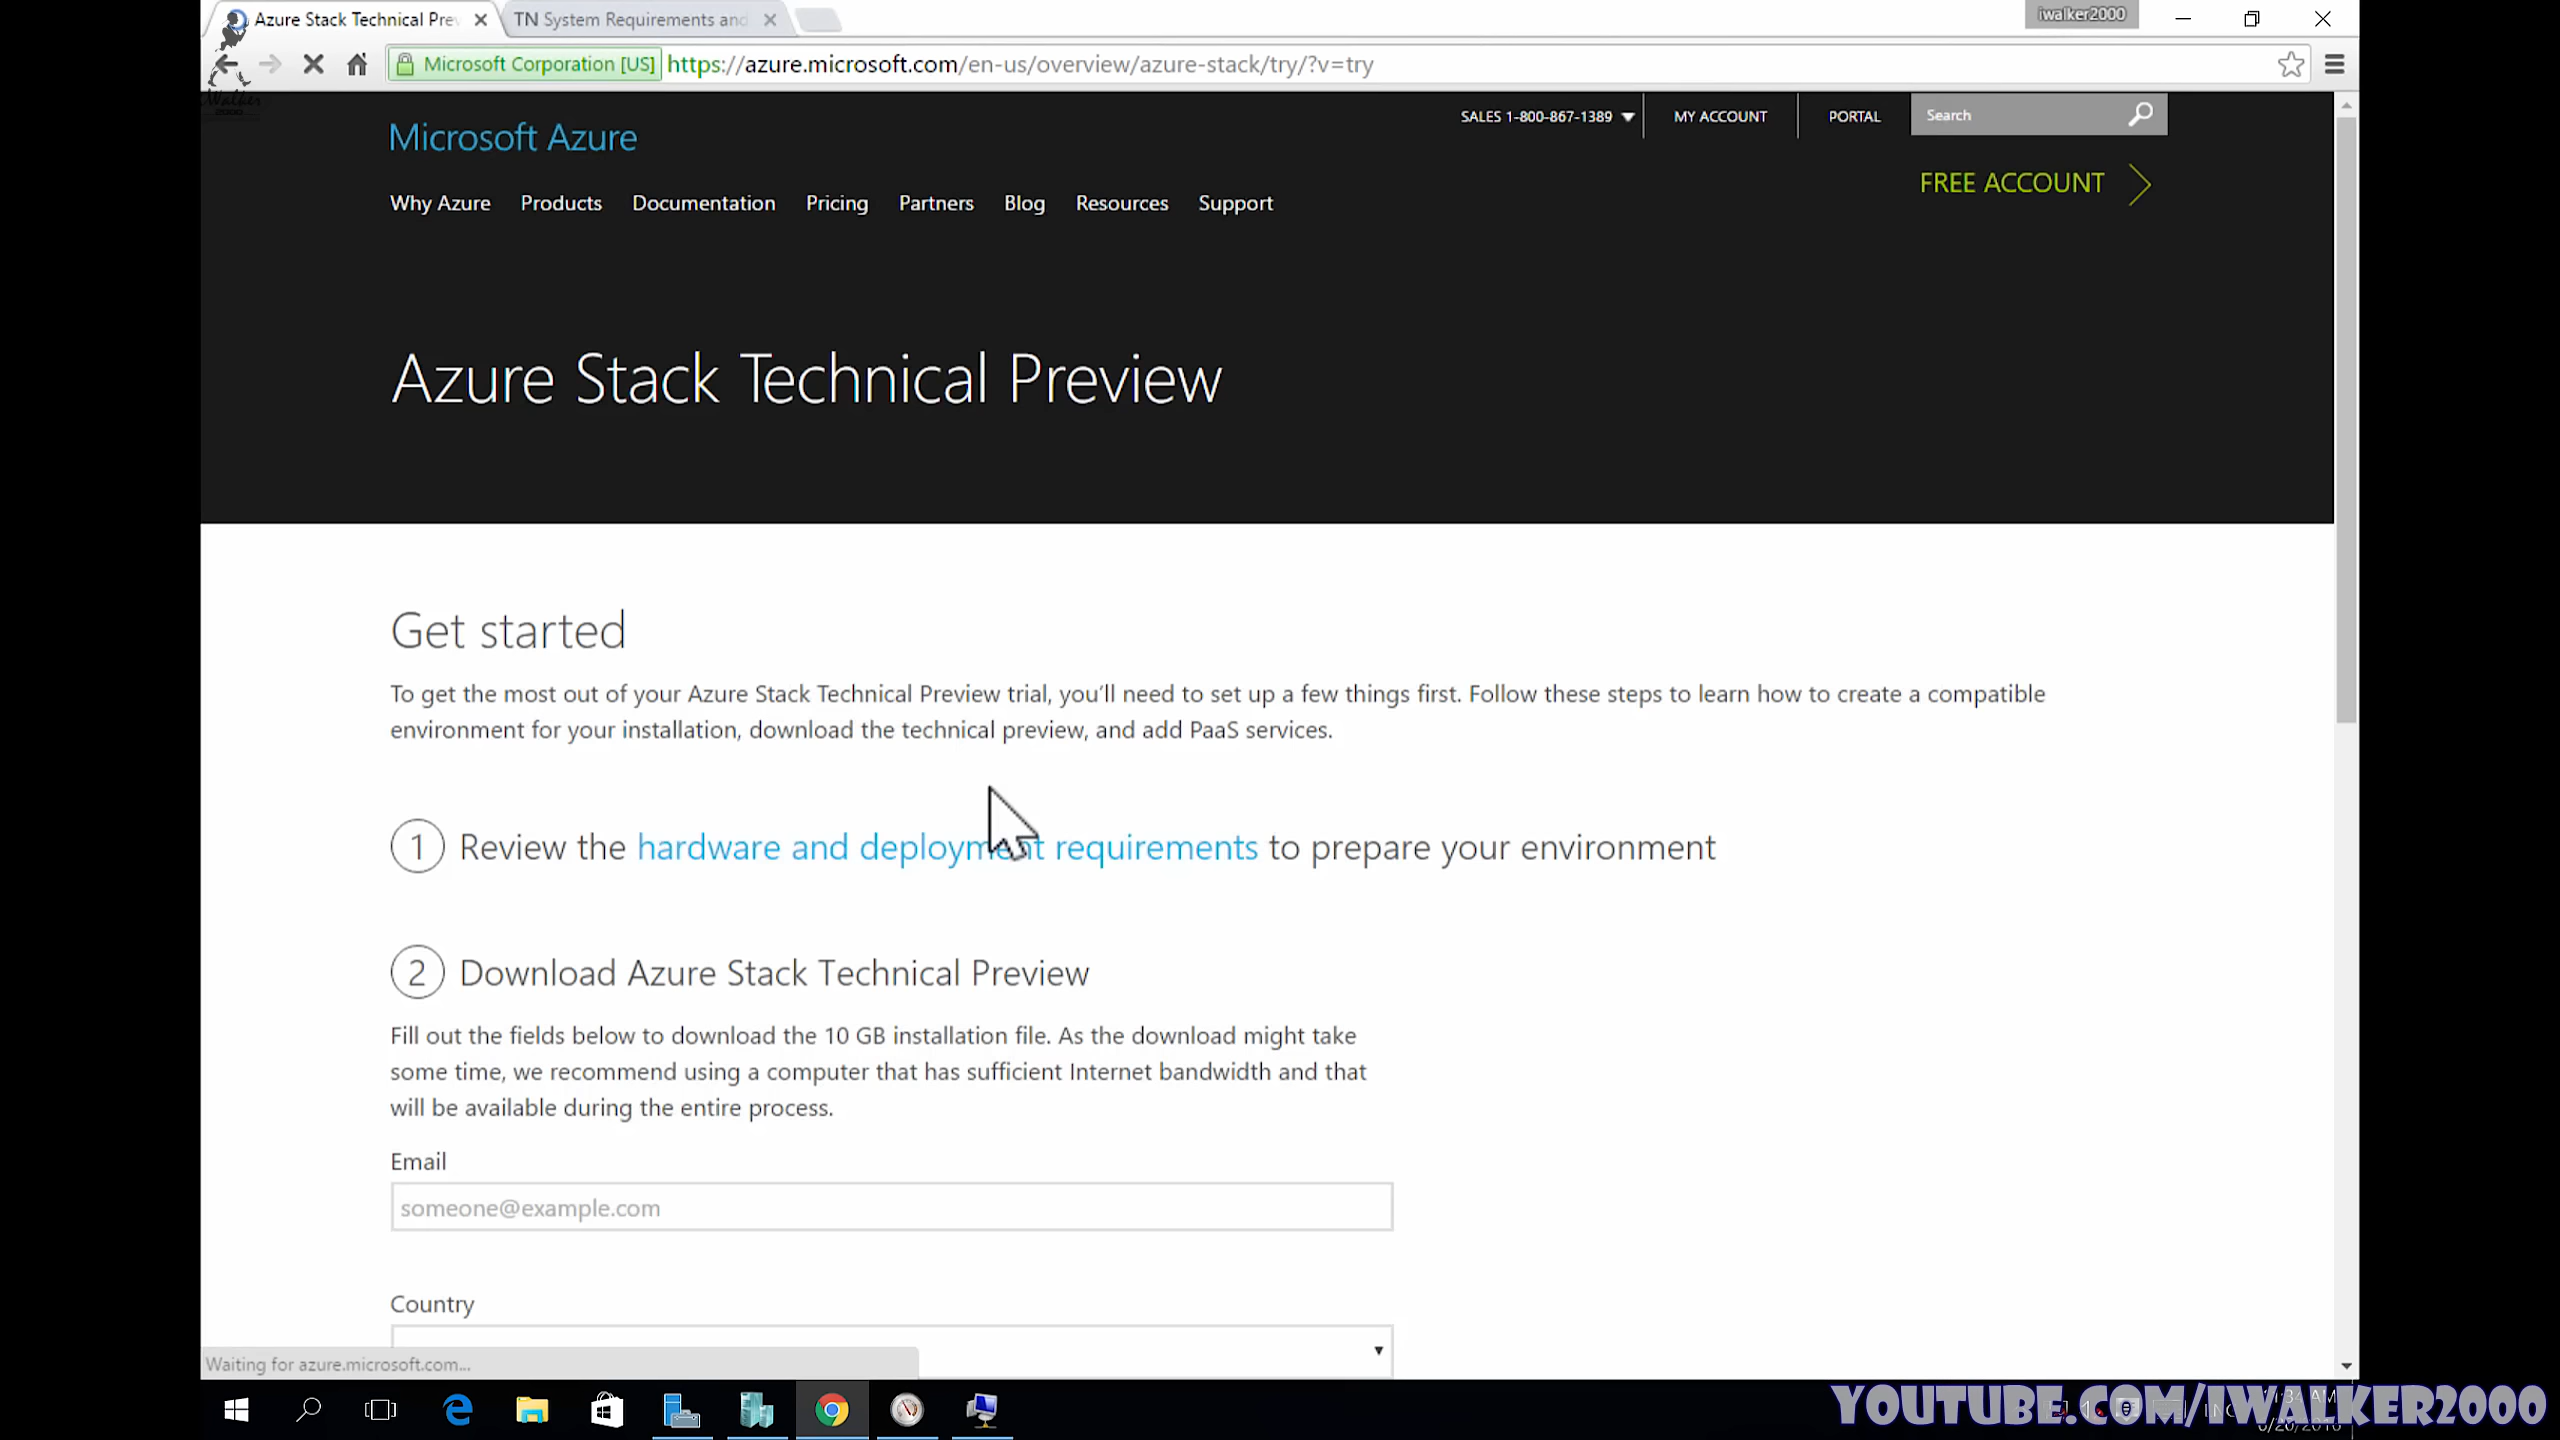 Azure Stack Technical Prev
TN System Requirements and
iwalker2000
Microsoft Corporation [US]
https://azure.microsoft.com/en-us/overview/azure-stack/try/?v=try
iWalker
2000
SALES 1-800-867-1389
MY ACCOUNT
PORTAL
Search
Microsoft Azure
FREE ACCOUNT
Why Azure
Products
Documentation
Pricing
Partners
Blog
Resources
Support
Azure Stack Technical Preview
Get started
To get the most out of your Azure Stack Technical Preview trial, you'll need to set up a few things first. Follow these steps to learn how to create a compatible
environment for your installation, download the technical preview, and add PaaS services.
1 Review the hardware and deployment requirements to prepare your environment
2 Download Azure Stack Technical Preview
Fill out the fields below to download the 10 GB installation file. As the download might take
some time, we recommend using a computer that has sufficient Internet bandwidth and that
will be available during the entire process.
Email
someone@example.com
Country
Waiting for azure.microsoft.com...
YOUTUBE.COM/IWALKER2000